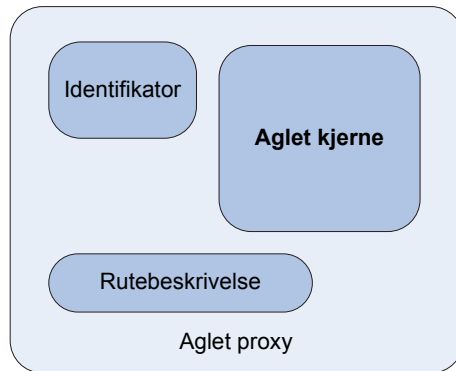 Identifikator
Aglet kjerne
Rutebeskrivelse
Aglet proxy